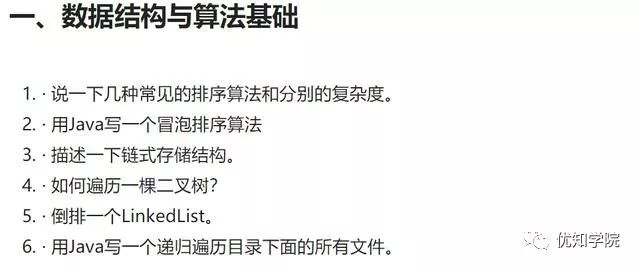 一、数据结构与算法基础
1. · 说一下几种常见的排序算法和分别的复杂度。
2. · 用Java写一个冒泡排序算法
3. · 描述一下链式存储结构。
4. · 如何遍历一棵二叉树?
5. · 倒排一个LinkedList。
6. · 用Java写一个递归遍历目录下面的所有文件。
优知学院